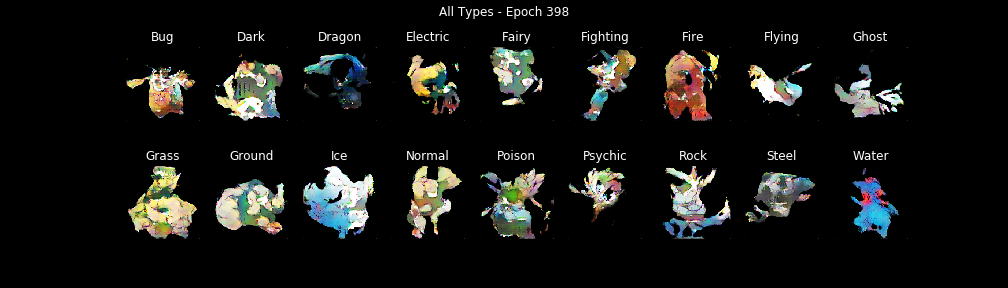 All Types - Epoch 398
Bug Dark Dragon Electric Fairy Fighting Fire Flying Ghost
Grass Ground Ice Normal Poison Psychic Rock Steel Water